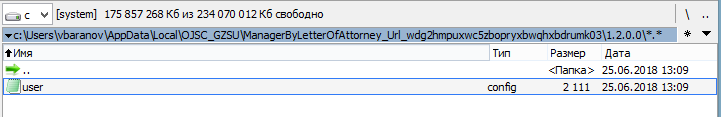 c [system] 175 857 268 Кб из 234 070 012 Кб свободно \ ..
c:\Users\vbaranov\AppData\Local\OJSC_GZSU\ManagerByLetterOfAttorney_Url_wdg2hmpuxwc5zbopryxbwqhxbdrumk03\1.2.0.0\*.* *
Имя Тип Размер Дата
.. <Папка> 25.06.2018 13:09
user config 2 111 25.06.2018 13:09